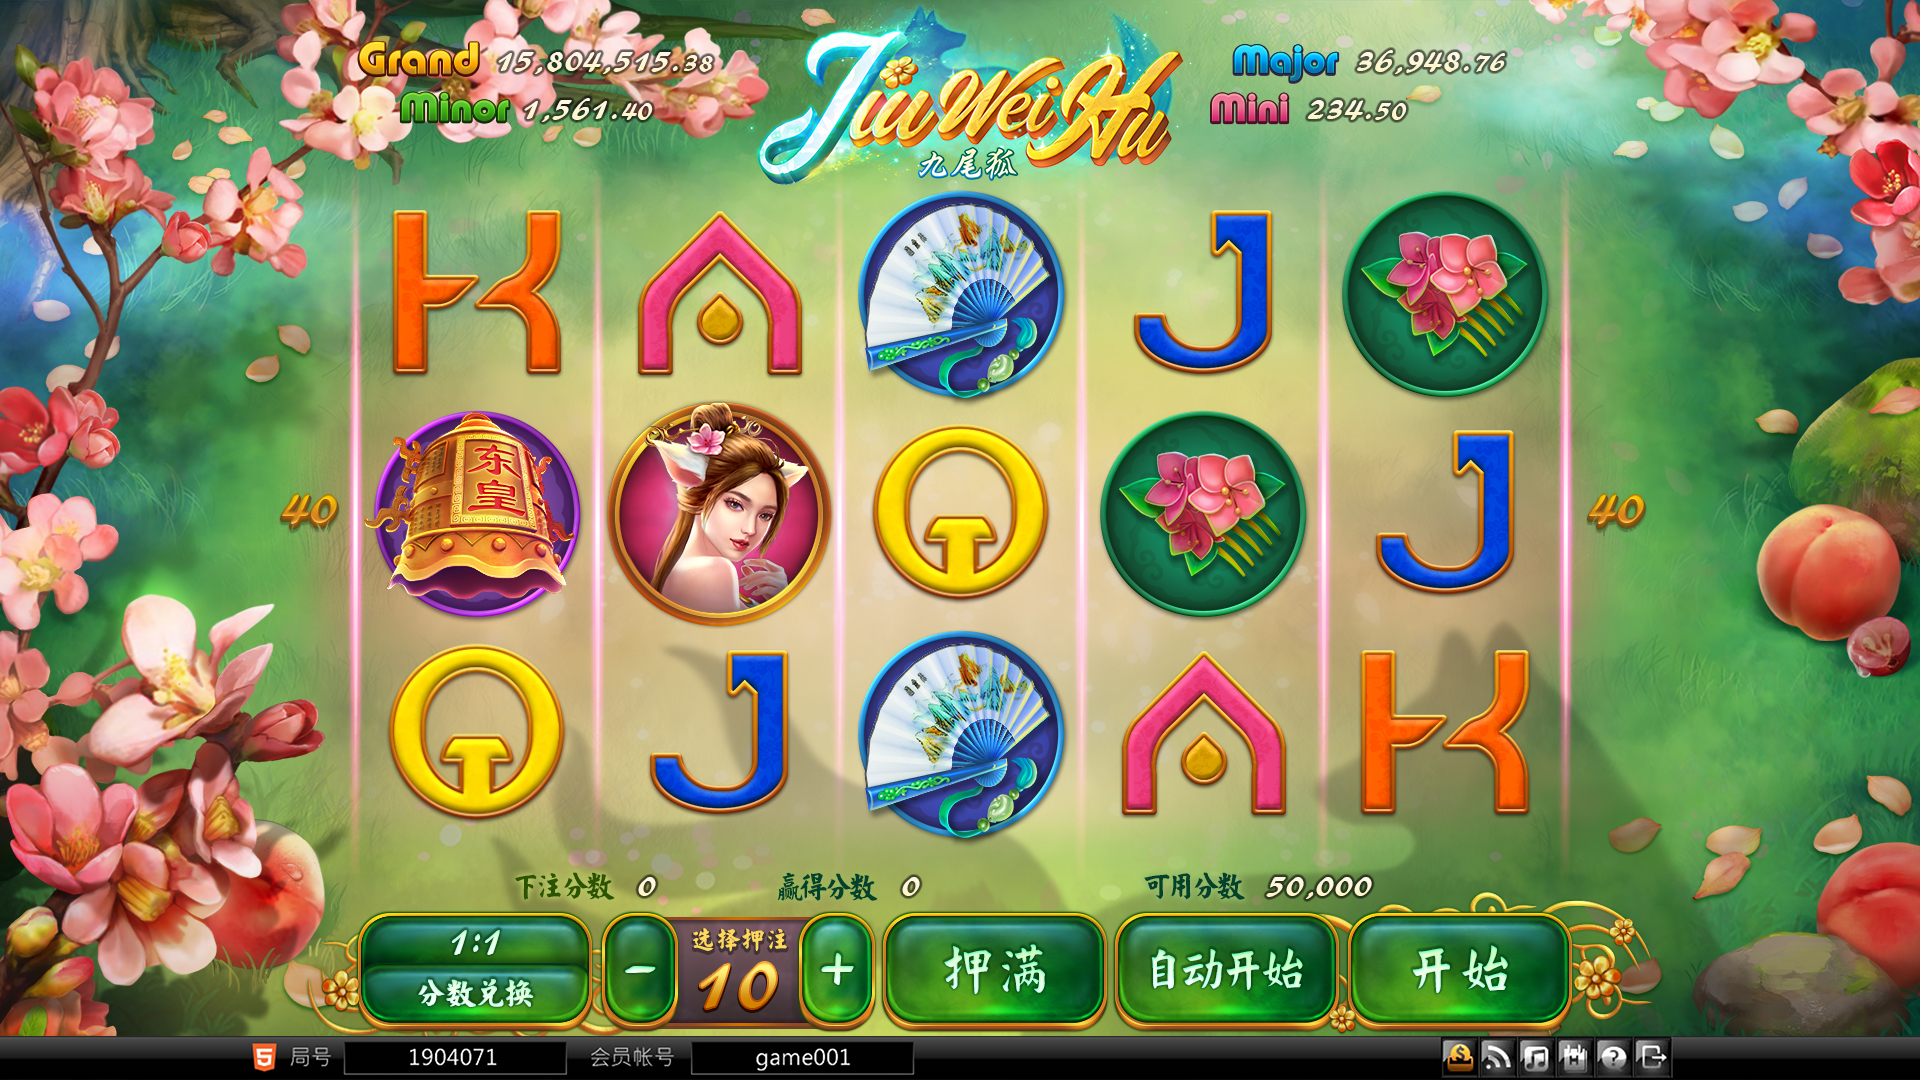 Grand 15,804,515.38
Major 36,948.76
Minor 1,561.40
Mini 234.50
Jiu Wei Hu
九尾狐
K A J
东皇
40 Q J 40
Q J A K
下注分数 0
赢得分数 0
可用分数 50,000
1:1
分数兑换
-
选择押注
10
+
押满
自动开始
开始
局号 1904071
会员帐号 game001